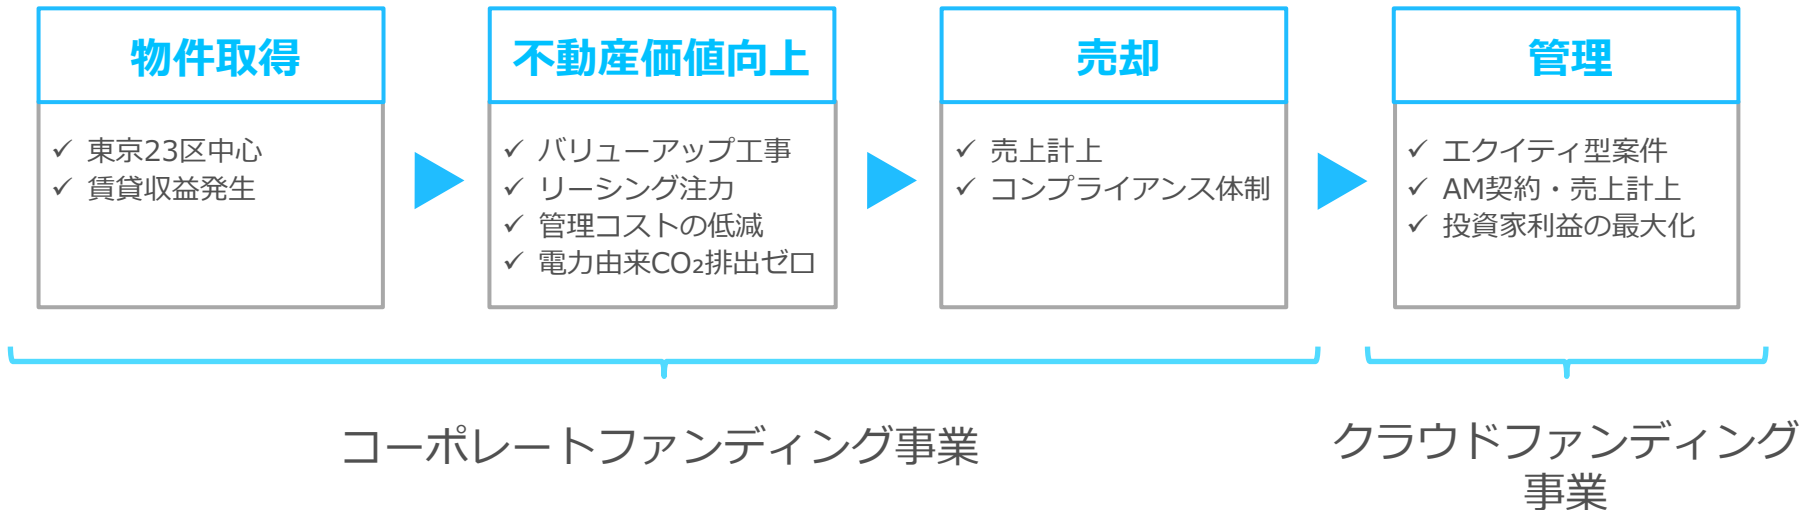 物件取得
✓ 東京23区中心
✓ 賃貸収益発生
不動産価値向上
✓ バリューアップ工事
✓ リーシング注力
✓ 管理コストの低減
✓ 電力由来CO₂排出ゼロ
売却
✓ 売上計上
✓ コンプライアンス体制
管理
✓ エクイティ型案件
✓ AM契約・売上計上
✓ 投資家利益の最大化
コーポレートファンディング事業
クラウドファンディング
事業